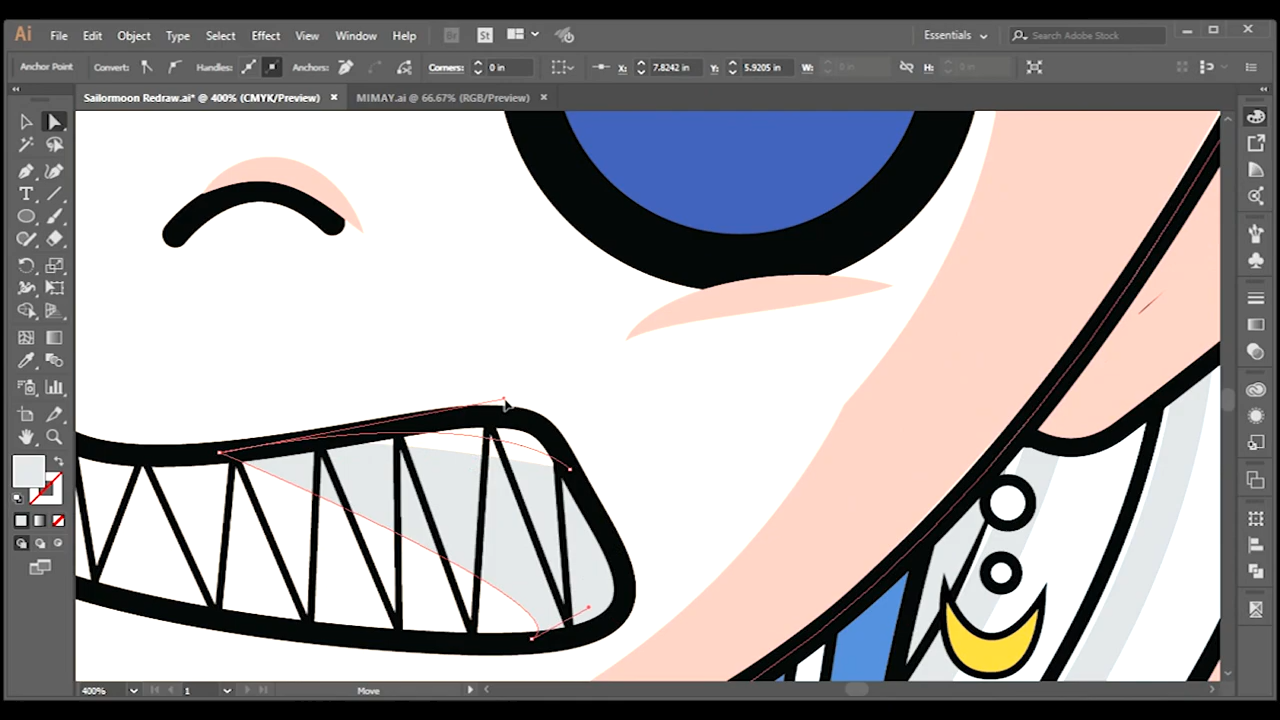 Ai File Edit Object Type Select Effect View Window Help Br St Essentials Search Adobe Stock
Anchor Point Convert: Handles: Anchors: Corners: 0 in X: 7.8242 in Y: 5.9205 in W: H:
Sailormoon Redraw.ai* @ 400% (CMYK/Preview) × MIMAY.ai @ 66.67% (RGB/Preview) ×
400% 1 Move